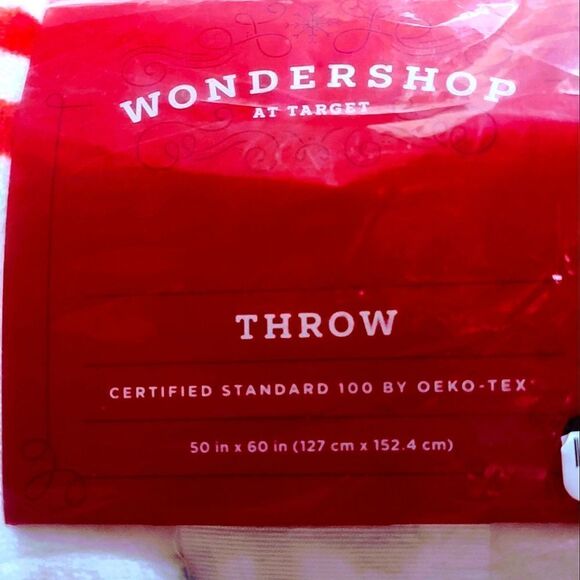 WONDERSHOP
AT TARGET
THROW
CERTIFIED STANDARD 100 BY OEKO-TEX
50 in x 60 in (127 cm x 152.4 cm)